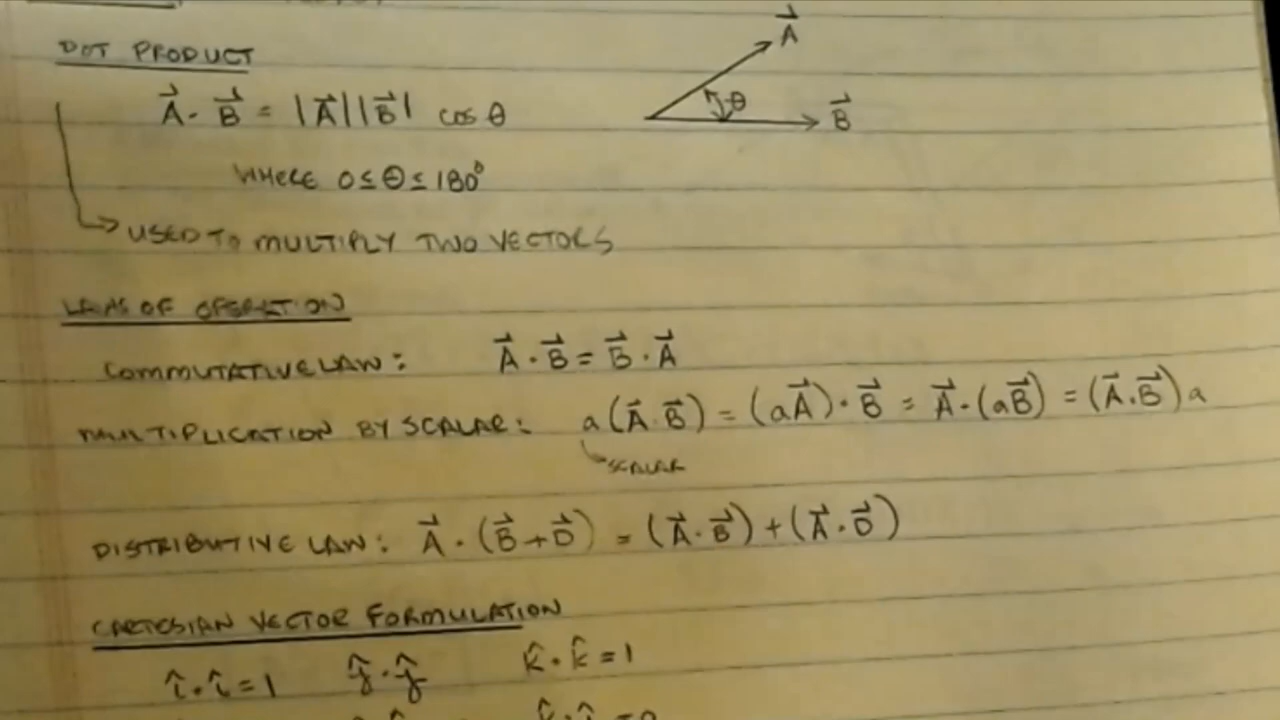 DOT PRODUCT
A⃗
A⃗ · B⃗ = |A⃗||B⃗| cos θ
θ
B⃗
WHERE 0 ≤ θ ≤ 180°
USED TO MULTIPLY TWO VECTORS
LAWS OF OPERATION
COMMUTATIVE LAW: A⃗ · B⃗ = B⃗ · A⃗
MULTIPLICATION BY SCALAR: a(A⃗ · B⃗) = (aA⃗) · B⃗ = A⃗ · (aB⃗) = (A⃗ · B⃗)a
SCALAR
DISTRIBUTIVE LAW: A⃗ · (B⃗ + D⃗) = (A⃗ · B⃗) + (A⃗ · D⃗)
CARTESIAN VECTOR FORMULATION
î · î = 1 ĵ · ĵ k̂ · k̂ = 1